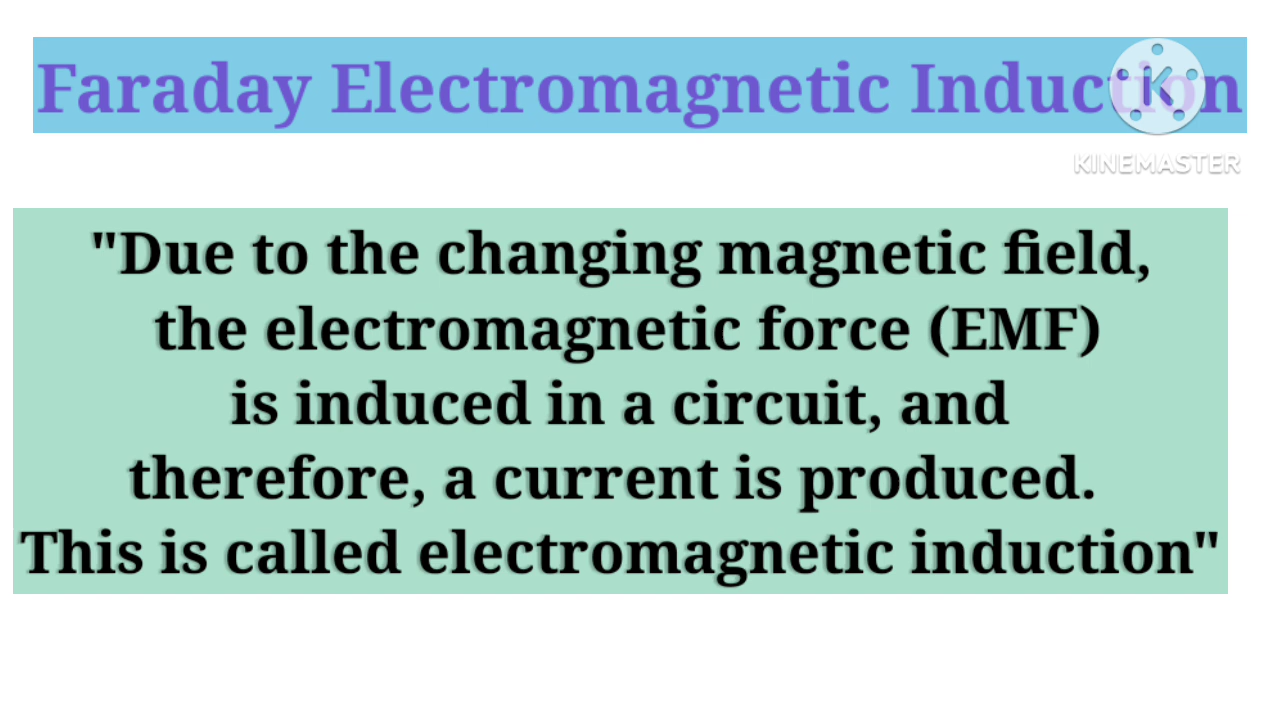 Faraday Electromagnetic Induction
KINEMASTER
"Due to the changing magnetic field,
the electromagnetic force (EMF)
is induced in a circuit, and
therefore, a current is produced.
This is called electromagnetic induction"